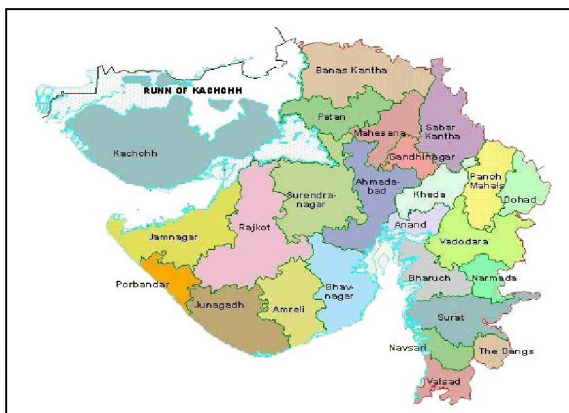 Banas Kantha
RUNN OF KACHCHH
Patan
Mahesana
Sabar
Kantha
Gandhinagar
Kachchh
Panch
Mahals
Dohad
Ahmada-
bad
Kheda
Surendra-
nagar
Anand
Jamnagar
Rajkot
Vadodara
Porbandar
Bharuch
Narmada
Bhav-
nagar
Junagadh
Amreli
Surat
Navsari
The Dangs
Valsad